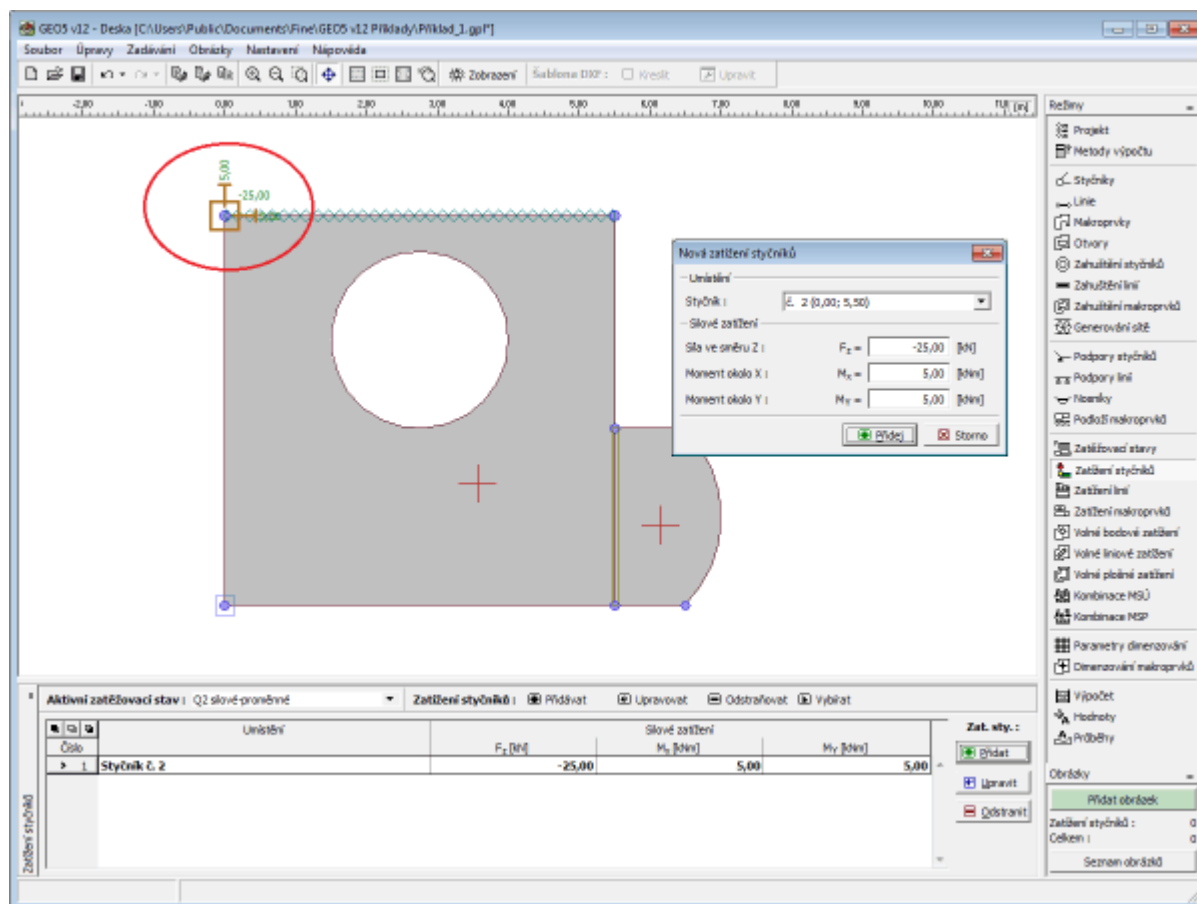 GEO5 v12 - Deska [C:\Users\Public\Documents\Fine\GEO5 v12 Příklady\Příklad_1.gpl*]
Soubor Úpravy Zadávání Obrázky Nastavení Nápověda
Zobrazení Šablona DXF : Kreslit Upravit
-2,00 -1,00 0,00 1,00 2,00 3,00 4,00 5,00 6,00 7,00 8,00 9,00 10,00 11,0 [m]
5,00
-25,00
5,00
Nová zatížení styčníků
Umístění
Styčník : č. 2 (0,00; 5,50)
Silové zatížení
Síla ve směru Z : Fz = -25,00 [kN]
Moment okolo X : Mx = 5,00 [kNm]
Moment okolo Y : MY = 5,00 [kNm]
Přidej Storno
Režimy
Projekt
Metody výpočtu
Styčníky
Linie
Makroprvky
Otvory
Zahuštění styčníků
Zahuštění linií
Zahuštění makroprvků
Generování sítě
Podpory styčníků
Podpory linií
Nosníky
Podloží makroprvků
Zatěžovací stavy
Zatížení styčníků
Zatížení linií
Zatížení makroprvků
Volné bodové zatížení
Volné liniové zatížení
Volné plošné zatížení
Kombinace MSÚ
Kombinace MSP
Parametry dimenzování
Dimenzování makroprvků
Výpočet
Hodnoty
Průběhy
Obrázky
Přidat obrázek
Zatížení styčníků : 0
Celkem : 0
Seznam obrázků
Aktivní zatěžovací stav : Q2 silové-proměnné Zatížení styčníků : Přidávat Upravovat Odstraňovat Vybírat
Číslo Umístění Silové zatížení
Fz [kN] Mx [kNm] MY [kNm]
> 1 Styčník č. 2 -25,00 5,00 5,00
Zat. sty. :
Přidat
Upravit
Odstranit
Zatížení styčníků